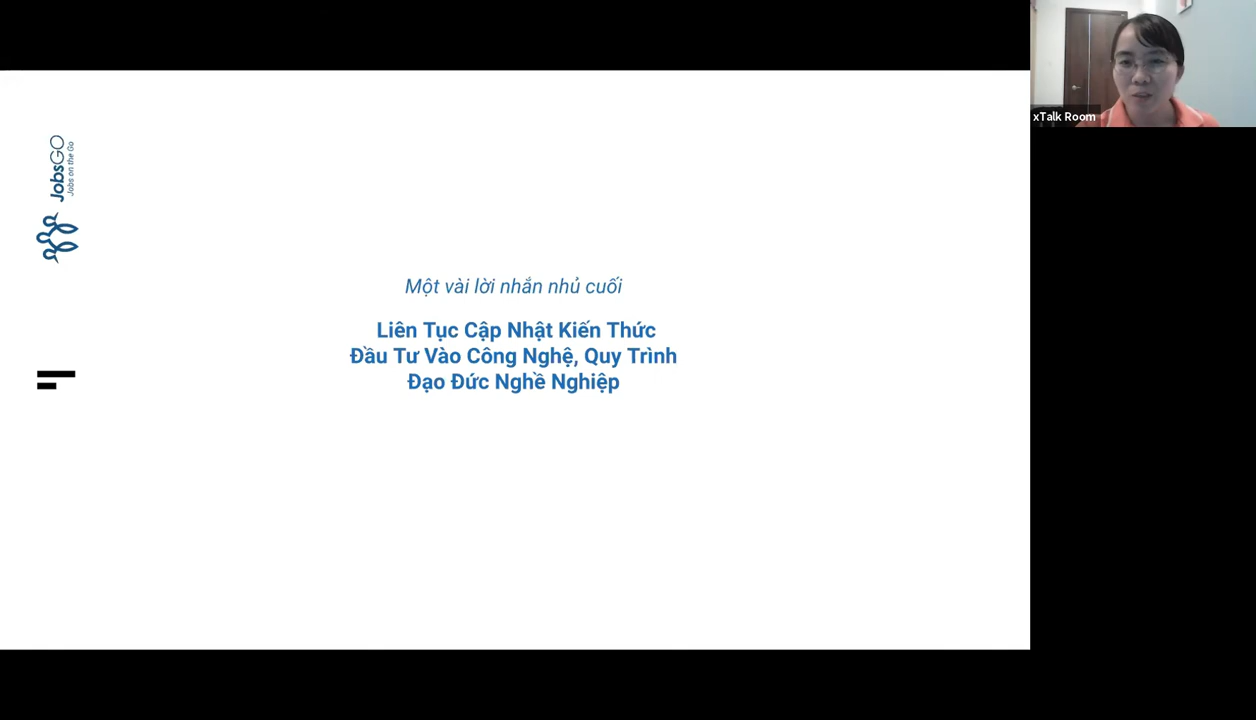 JobsGO
Jobs on the Go
Một vài lời nhắn nhủ cuối
Liên Tục Cập Nhật Kiến Thức
Đầu Tư Vào Công Nghệ, Quy Trình
Đạo Đức Nghề Nghiệp
xTalk Room